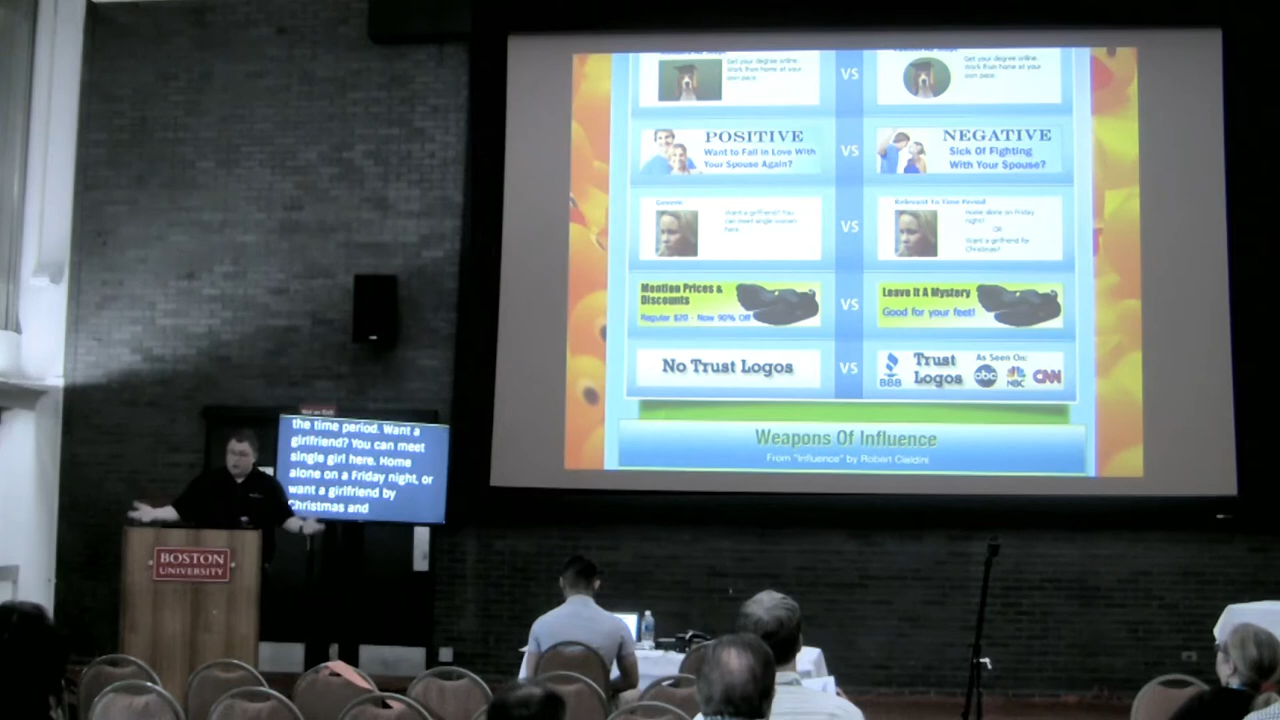 Get your degree online.
Work from home at your
own pace.
VS
Get your degree online.
Work from home at your
own pace.
POSITIVE
Want to Fall in Love With
Your Spouse Again?
VS
NEGATIVE
Sick Of Fighting
With Your Spouse?
Generic
Want a girlfriend? You
can meet single women
here.
VS
Relevant To Time Period
Home alone on Friday
night?
OR
Want a girlfriend for
Christmas?
Mention Prices &
Discounts
Regular $20 - Now 90% Off
VS
Leave It A Mystery
Good for your feet!
No Trust Logos
VS
BBB
Trust
Logos
As Seen On:
abc
NBC
CNN
Weapons Of Influence
From "Influence" by Robert Cialdini
Not an Exit
the time period. Want a
girlfriend? You can meet
single girl here. Home
alone on a Friday night, or
want a girlfriend by
Christmas and
BOSTON
UNIVERSITY